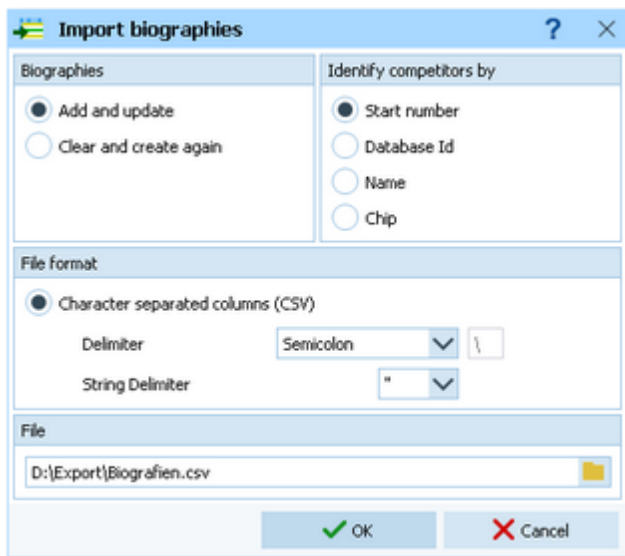 Import biographies ?
Biographies
Add and update
Clear and create again
Identify competitors by
Start number
Database Id
Name
Chip
File format
Character separated columns (CSV)
Delimiter Semicolon \
String Delimiter "
File
D:\Export\Biografien.csv
OK Cancel